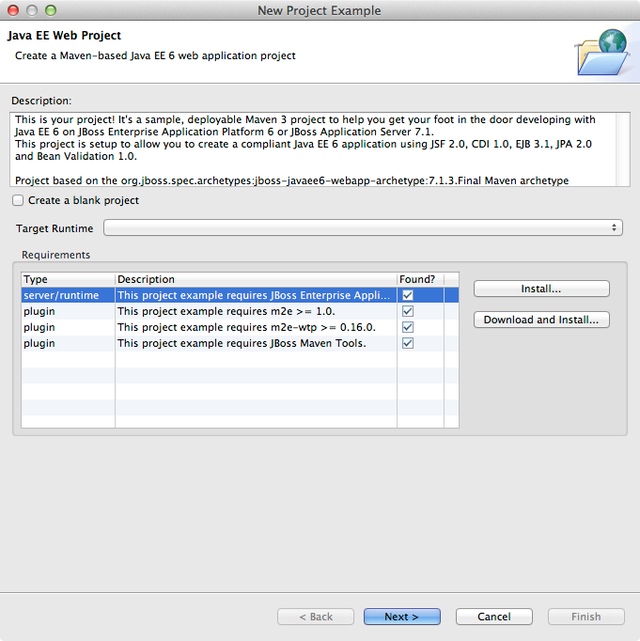 New Project Example
Java EE Web Project
Create a Maven-based Java EE 6 web application project
Description:
This is your project! It's a sample, deployable Maven 3 project to help you get your foot in the door developing with
Java EE 6 on JBoss Enterprise Application Platform 6 or JBoss Application Server 7.1.
This project is setup to allow you to create a compliant Java EE 6 application using JSF 2.0, CDI 1.0, EJB 3.1, JPA 2.0
and Bean Validation 1.0.
Project based on the org.jboss.spec.archetypes:jboss-javaee6-webapp-archetype:7.1.3.Final Maven archetype
Create a blank project
Target Runtime
Requirements
Type Description Found?
server/runtime This project example requires JBoss Enterprise Appli...
plugin This project example requires m2e >= 1.0.
plugin This project example requires m2e-wtp >= 0.16.0.
plugin This project example requires JBoss Maven Tools.
Install...
Download and Install...
< Back Next > Cancel Finish